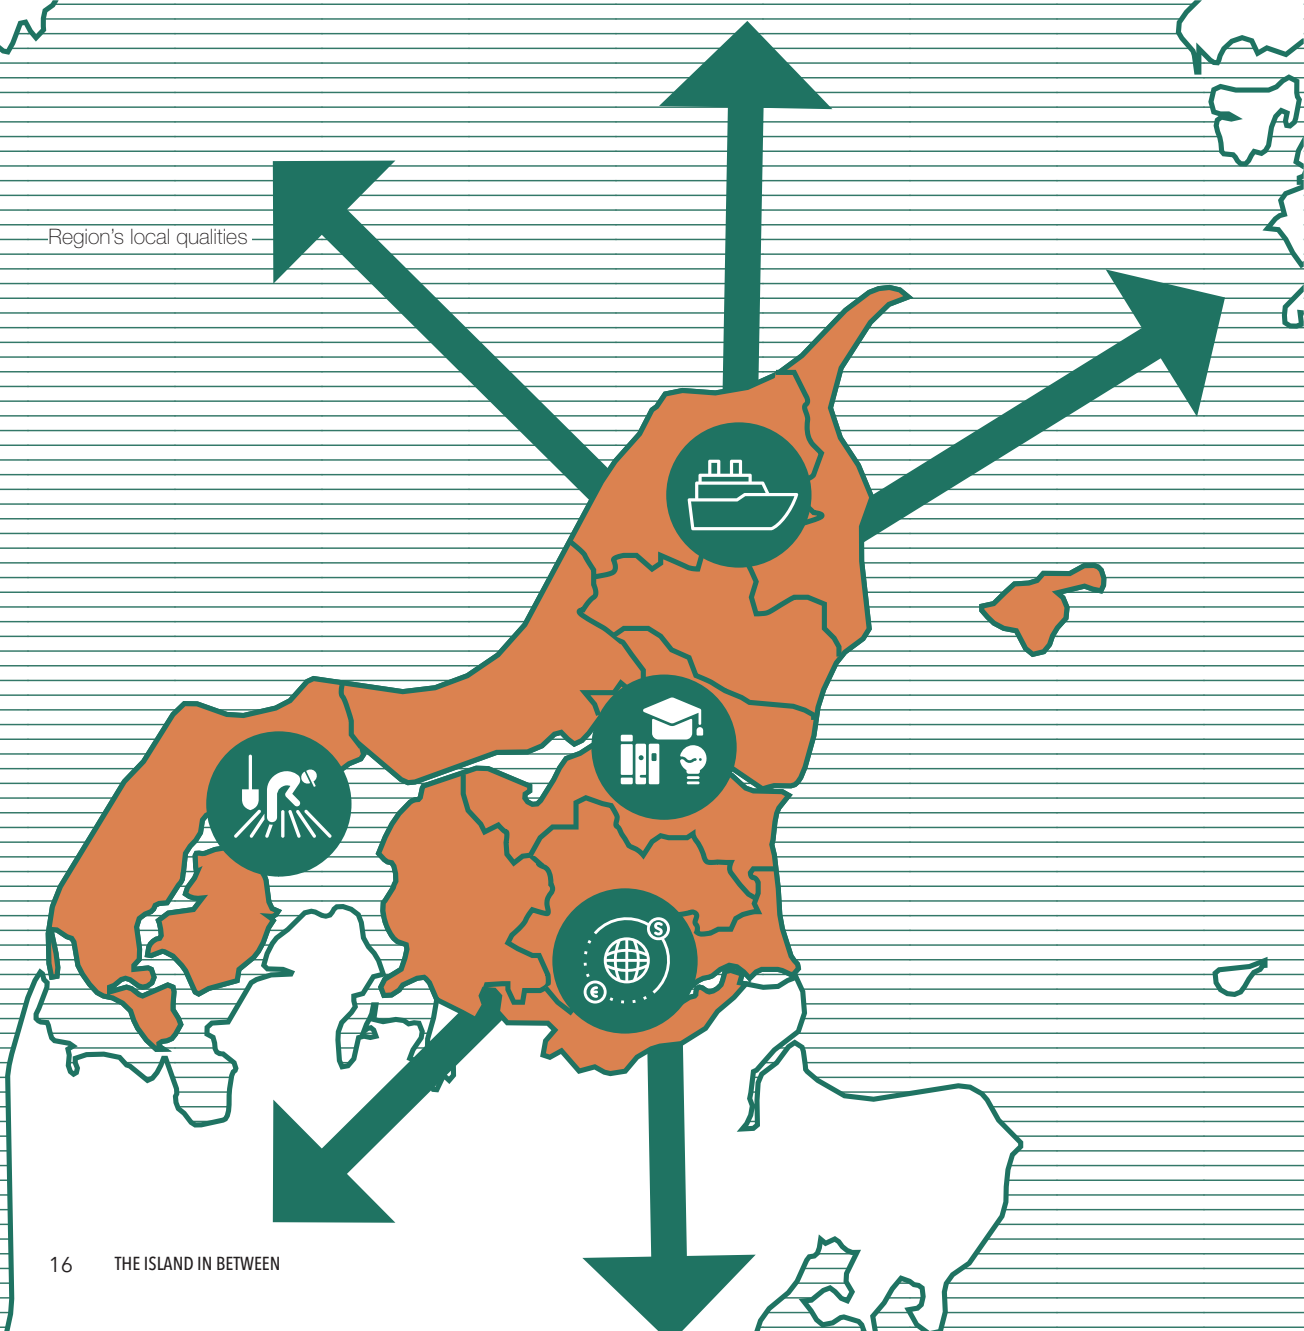 Region's local qualities
$
€
16 THE ISLAND IN BETWEEN